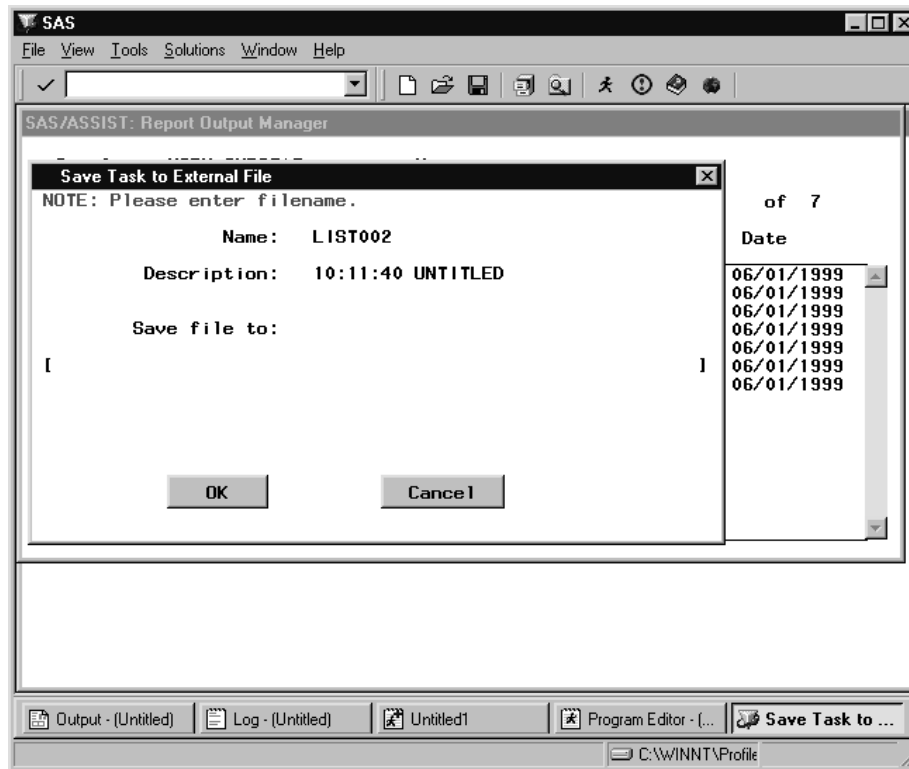 SAS
File View Tools Solutions Window Help
SAS/ASSIST: Report Output Manager
Save Task to External File
NOTE: Please enter filename.
of 7
Name: LIST002
Date
Description: 10:11:40 UNTITLED
06/01/1999
06/01/1999
06/01/1999
Save file to:
06/01/1999
06/01/1999
[ ]
06/01/1999
06/01/1999
OK Cancel
Output - (Untitled) Log - (Untitled) Untitled1 Program Editor - (... Save Task to ...
C:\WINNT\Profile